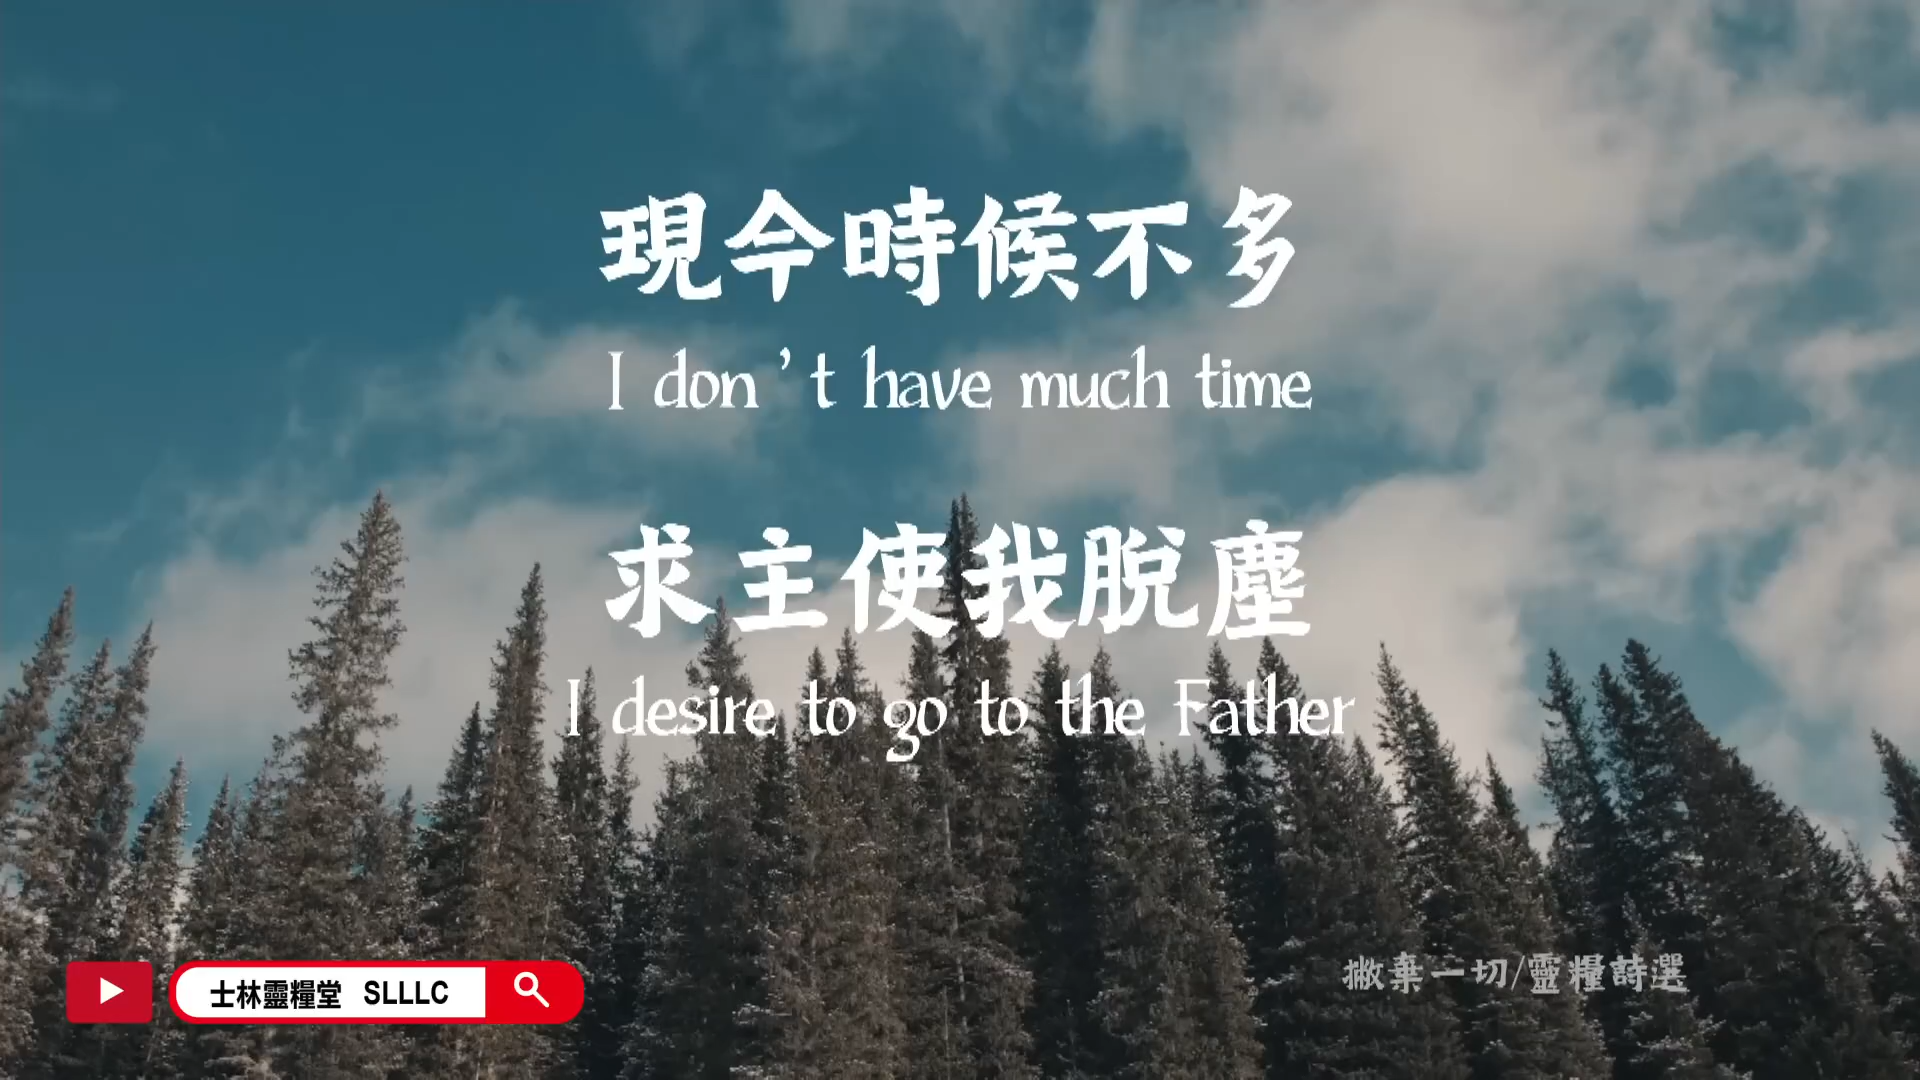 現今時候不多
I don't have much time
求主使我脫塵
I desire to go to the Father
撇棄一切/靈糧詩選
士林靈糧堂 SLLLC